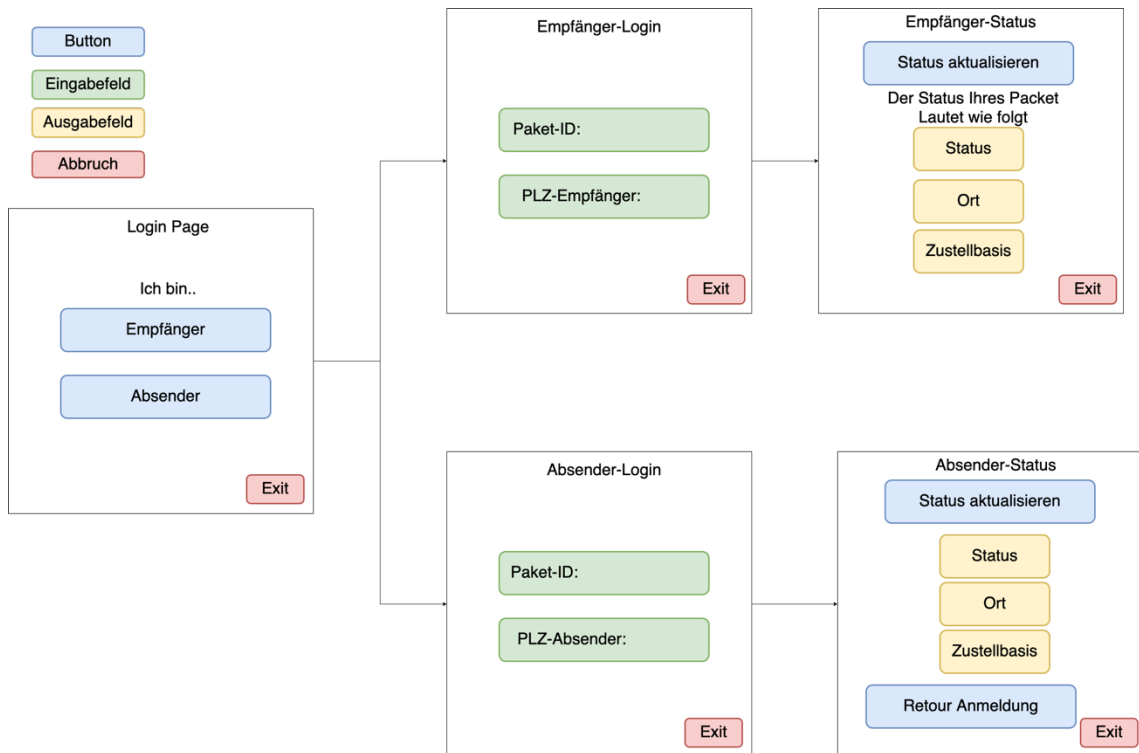 Button
Eingabefeld
Ausgabefeld
Abbruch
Login Page
Ich bin..
Empfänger
Absender
Exit
Empfänger-Login
Paket-ID:
PLZ-Empfänger:
Exit
Empfänger-Status
Status aktualisieren
Der Status Ihres Packet
Lautet wie folgt
Status
Ort
Zustellbasis
Exit
Absender-Login
Paket-ID:
PLZ-Absender:
Exit
Absender-Status
Status aktualisieren
Status
Ort
Zustellbasis
Retour Anmeldung
Exit